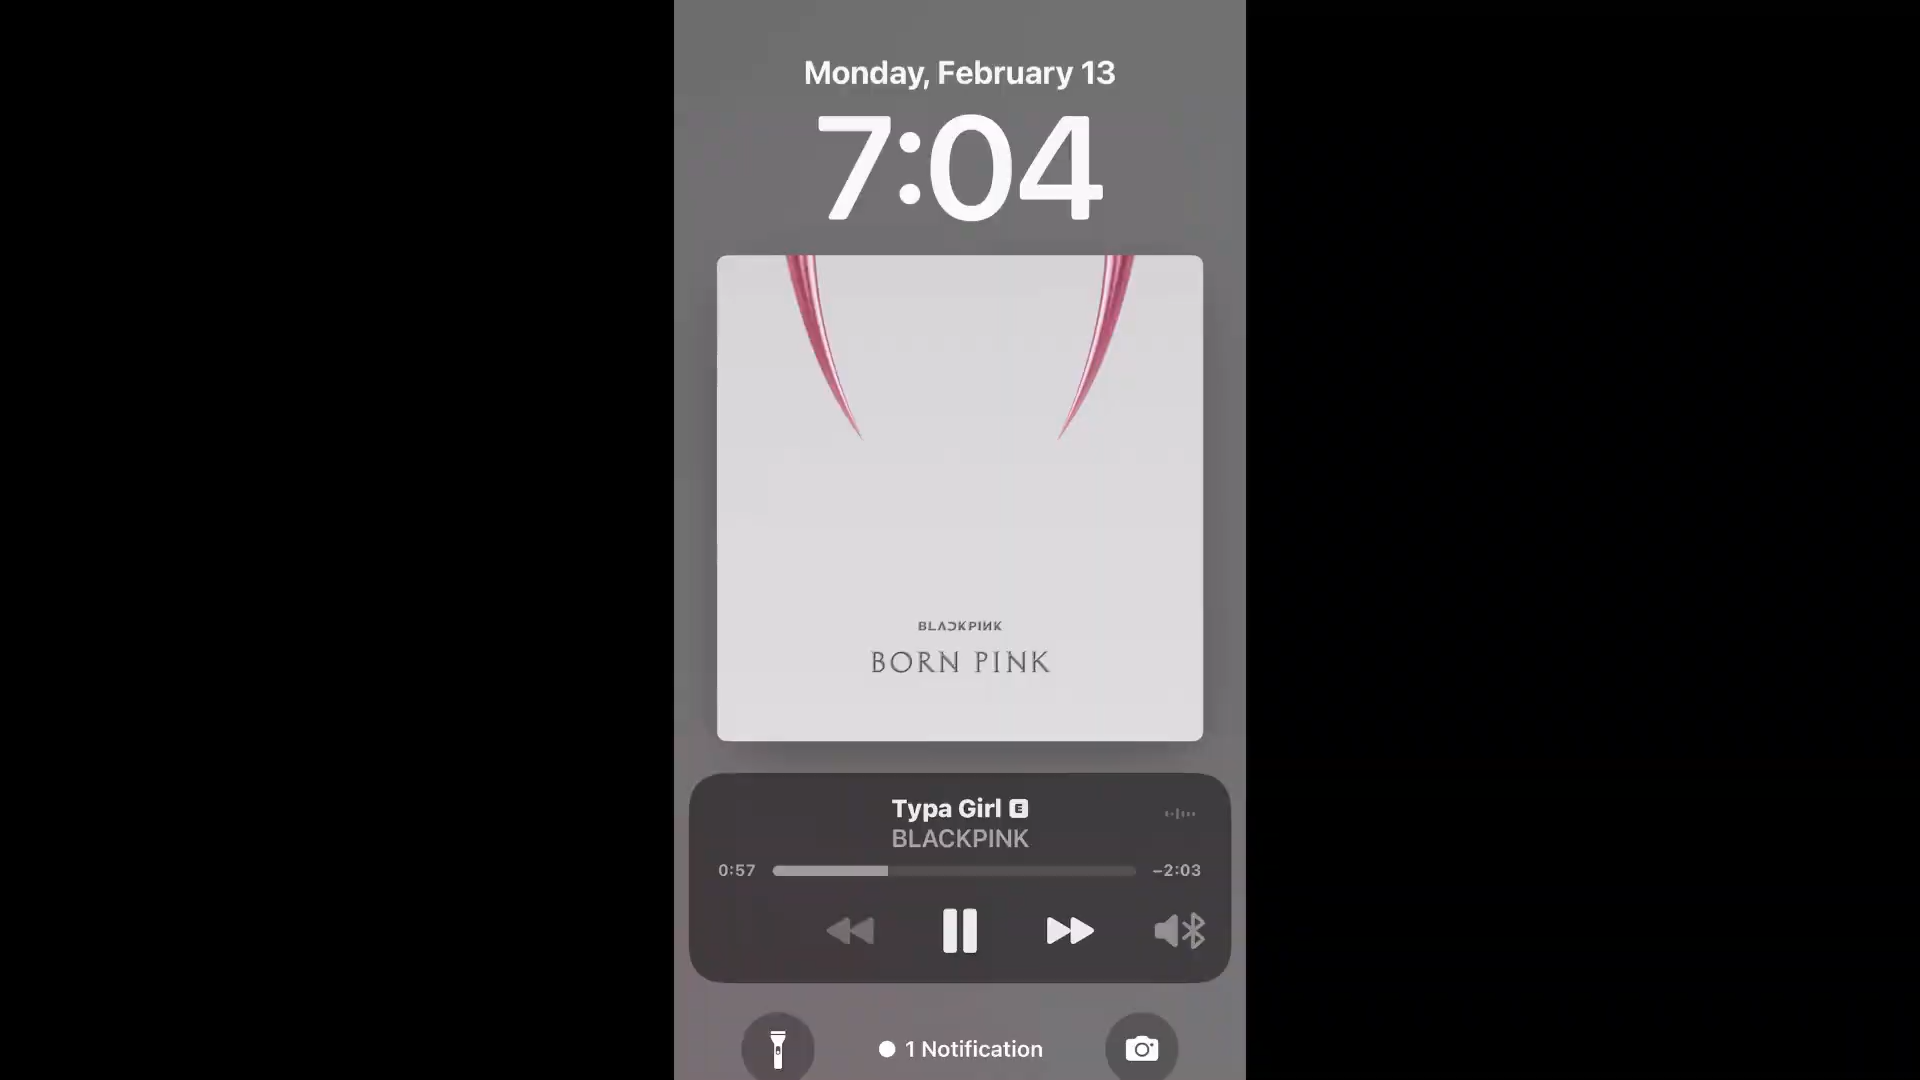 Monday, February 13
7:04
BLACKPINK
BORN PINK
Typa Girl E
BLACKPINK
0:57
−2:03
1 Notification